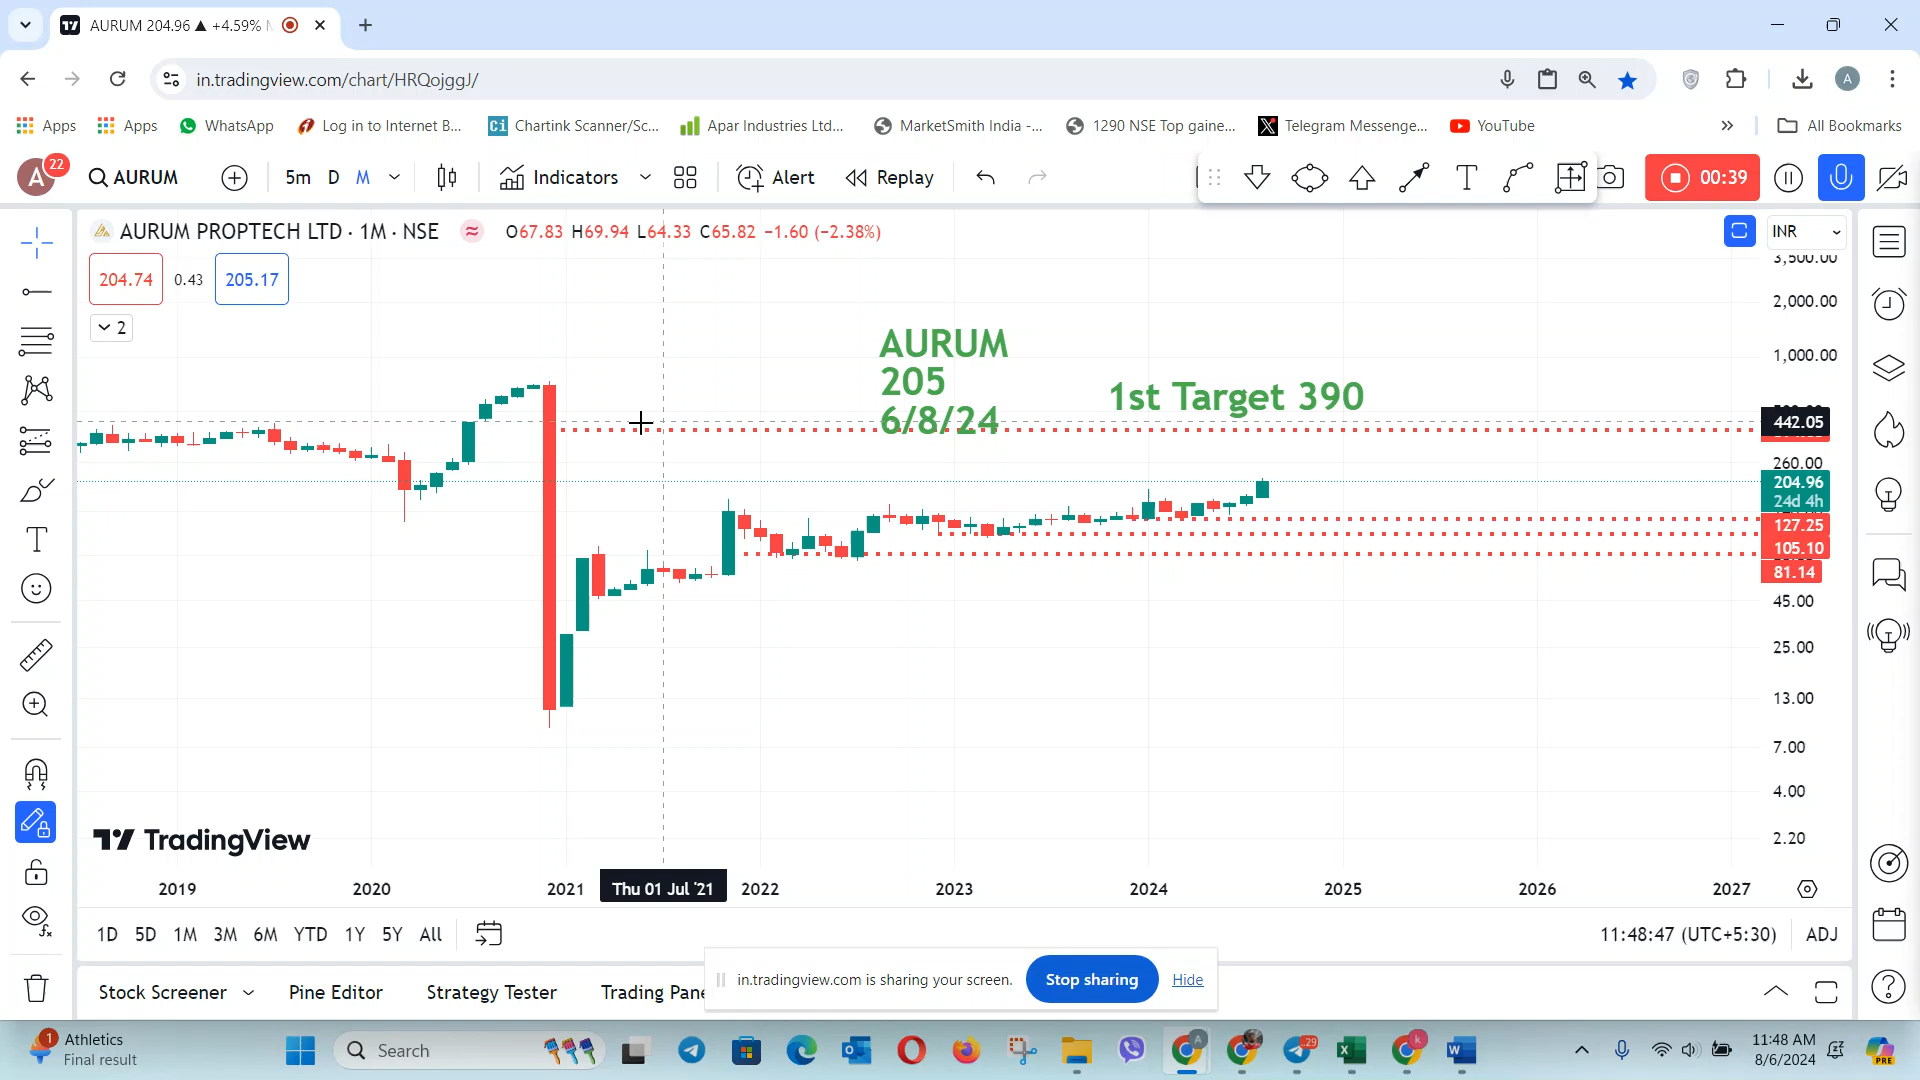 AURUM 204.96 ▲ +4.59%
in.tradingview.com/chart/HRQojggJ/
Apps
Apps
WhatsApp
Log in to Internet B...
Chartink Scanner/Sc...
Apar Industries Ltd...
MarketSmith India -...
1290 NSE Top gaine...
Telegram Messenge...
YouTube
All Bookmarks
A
22
AURUM
5m D M
Indicators
Alert
Replay
00:39
AURUM PROPTECH LTD · 1M · NSE
O67.83 H69.94 L64.33 C65.82 −1.60 (−2.38%)
INR
204.74
0.43
205.17
2
AURUM
205
6/8/24
1st Target 390
3,500.00
2,000.00
1,000.00
442.05
260.00
204.96
24d 4h
127.25
105.10
81.14
45.00
25.00
13.00
7.00
4.00
2.20
TradingView
2019
2020
2021
Thu 01 Jul '21
2022
2023
2024
2025
2026
2027
1D 5D 1M 3M 6M YTD 1Y 5Y All
11:48:47 (UTC+5:30)
ADJ
in.tradingview.com is sharing your screen.
Stop sharing
Hide
Stock Screener
Pine Editor
Strategy Tester
Trading Pane
Athletics
Final result
Search
11:48 AM
8/6/2024